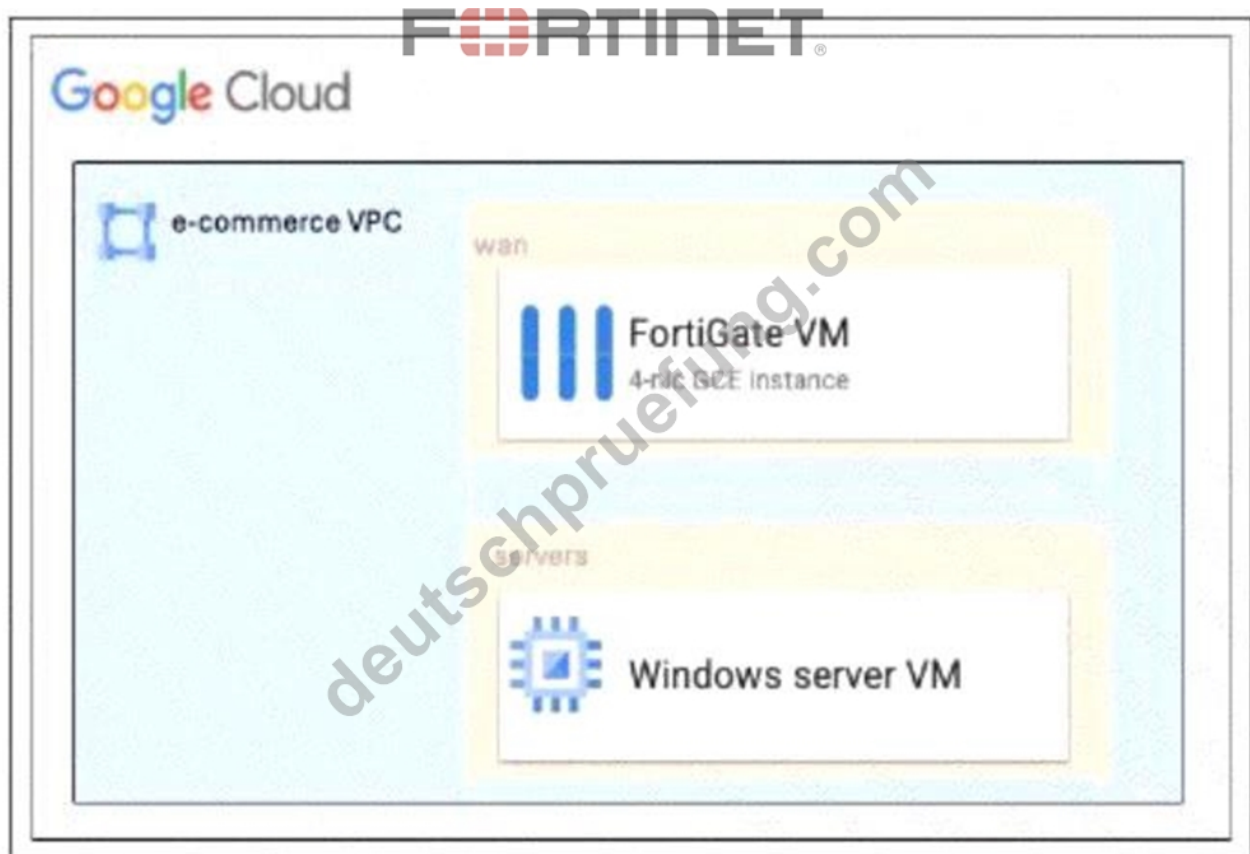 FORTINET®
Google Cloud
e-commerce VPC
wan
FortiGate VM
4-nic GCE instance
servers
Windows server VM
deutschpruefung.com